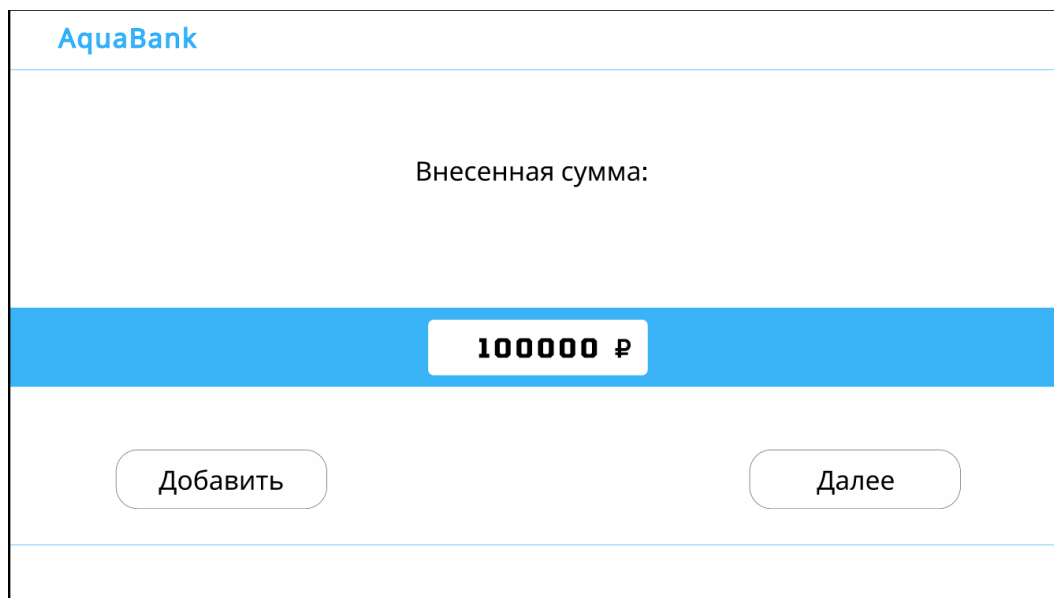 AquaBank
Внесенная сумма:
100000 ₽
Добавить
Далее